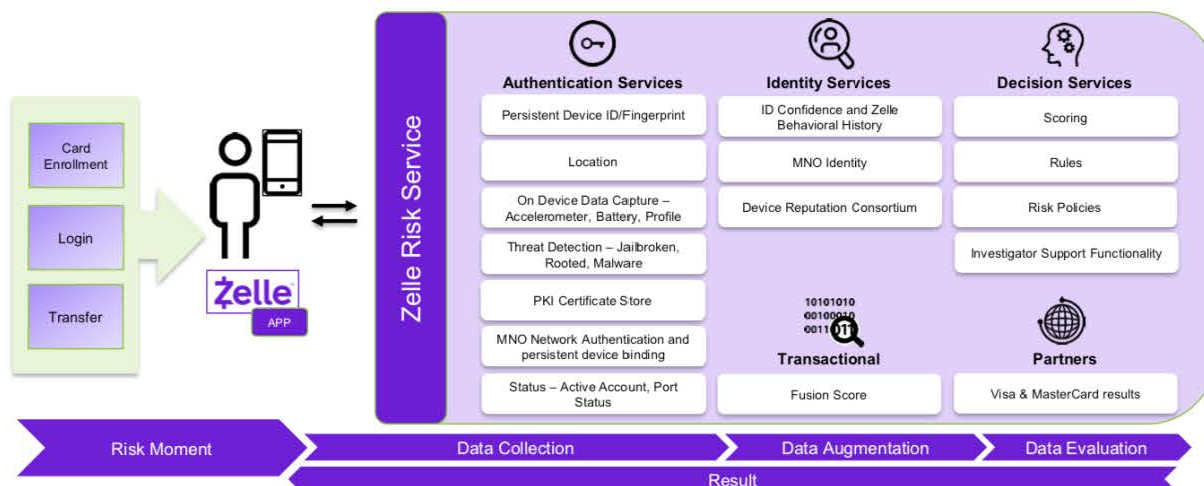 Card
Enrollment
Login
Transfer
Zelle
APP
Zelle Risk Service
Authentication Services
Persistent Device ID/Fingerprint
Location
On Device Data Capture –
Accelerometer, Battery, Profile
Threat Detection – Jailbroken,
Rooted, Malware
PKI Certificate Store
MNO Network Authentication and
persistent device binding
Status – Active Account, Port
Status
Identity Services
ID Confidence and Zelle
Behavioral History
MNO Identity
Device Reputation Consortium
10101010
00100010
0011011
Transactional
Fusion Score
Decision Services
Scoring
Rules
Risk Policies
Investigator Support Functionality
Partners
Visa & MasterCard results
Risk Moment
Data Collection
Data Augmentation
Data Evaluation
Result